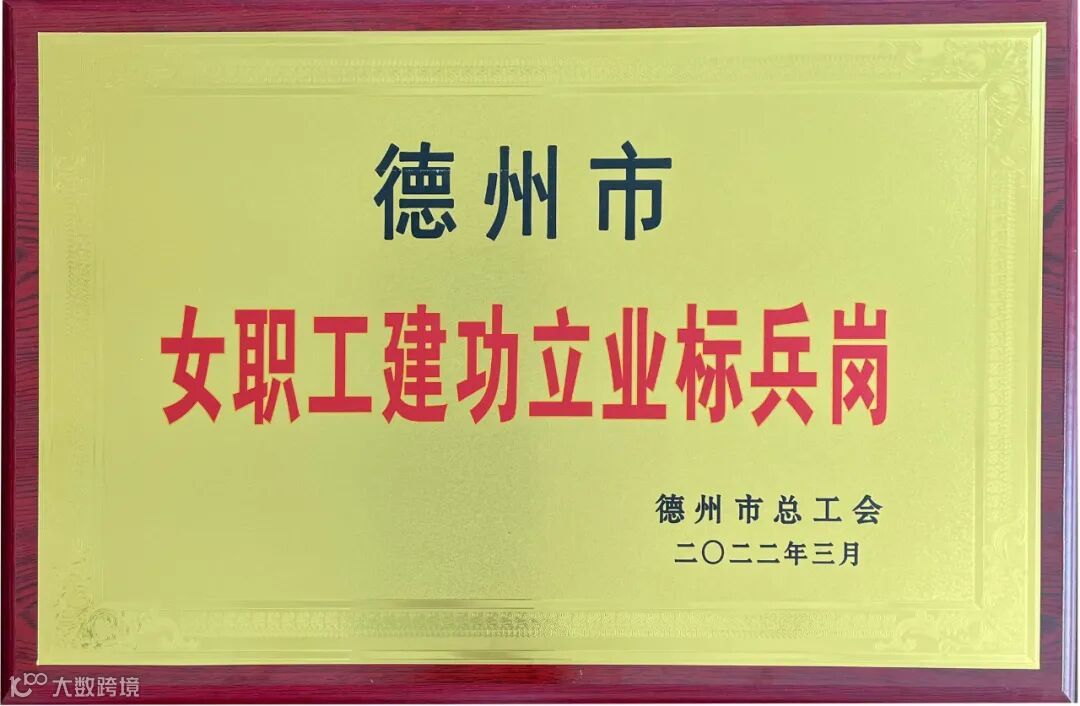 德州市
女职工建功立业标兵岗
德州市总工会
二〇二二年三月
大数跨境